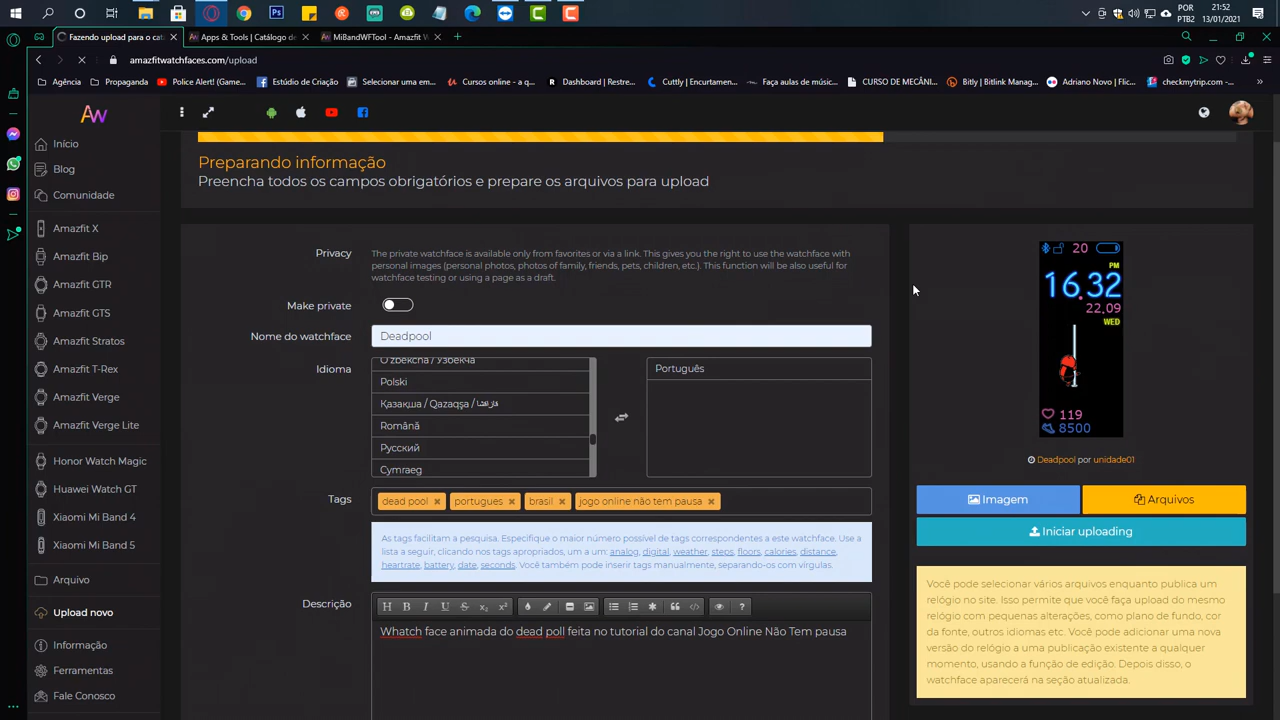 POR
PTB2
21:52
13/01/2021
Fazendo upload para o cat
Apps & Tools | Catálogo de
MiBandWFTool - Amazfit W
amazfitwatchfaces.com/upload
Agência
Propaganda
Police Alert! (Game...
Estúdio de Criação
Selecionar uma em...
Cursos online - a q...
Dashboard | Restre...
Cuttly | Encurtamen...
Faça aulas de músic...
CURSO DE MECÂNI...
Bitly | Bitlink Manag...
Adriano Novo | Flic...
checkmytrip.com -...
Início
Blog
Comunidade
Amazfit X
Amazfit Bip
Amazfit GTR
Amazfit GTS
Amazfit Stratos
Amazfit T-Rex
Amazfit Verge
Amazfit Verge Lite
Honor Watch Magic
Huawei Watch GT
Xiaomi Mi Band 4
Xiaomi Mi Band 5
Arquivo
Upload novo
Informação
Ferramentas
Fale Conosco
Preparando informação
Preencha todos os campos obrigatórios e prepare os arquivos para upload
Privacy
The private watchface is available only from favorites or via a link. This gives you the right to use the watchface with
personal images (personal photos, photos of family, friends, pets, children, etc.). This function will be also useful for
watchface testing or using a page as a draft.
Make private
Nome do watchface
Deadpool
Idioma
Oʻzbekcha / Ўзбекча
Polski
Қазақша / Qazaqşa / قازاقشا
Română
Русский
Cymraeg
Português
Tags
dead pool ×
portugues ×
brasil ×
jogo online não tem pausa ×
As tags facilitam a pesquisa. Especifique o maior número possível de tags correspondentes a este watchface. Use a
lista a seguir, clicando nos tags apropriados, um a um: analog, digital, weather, steps, floors, calories, distance,
heartrate, battery, date, seconds. Você também pode inserir tags manualmente, separando-os com vírgulas.
Descrição
H B I U S x₂ x² ?
Whatch face animada do dead poll feita no tutorial do canal Jogo Online Não Tem pausa
20
PM
16.32
22.09
WED
119
8500
Deadpool por unidade01
Imagem
Arquivos
Iniciar uploading
Você pode selecionar vários arquivos enquanto publica um
relógio no site. Isso permite que você faça upload do mesmo
relógio com pequenas alterações, como plano de fundo, cor
da fonte, outros idiomas etc. Você pode adicionar uma nova
versão do relógio a uma publicação existente a qualquer
momento, usando a função de edição. Depois disso, o
watchface aparecerá na seção atualizada.